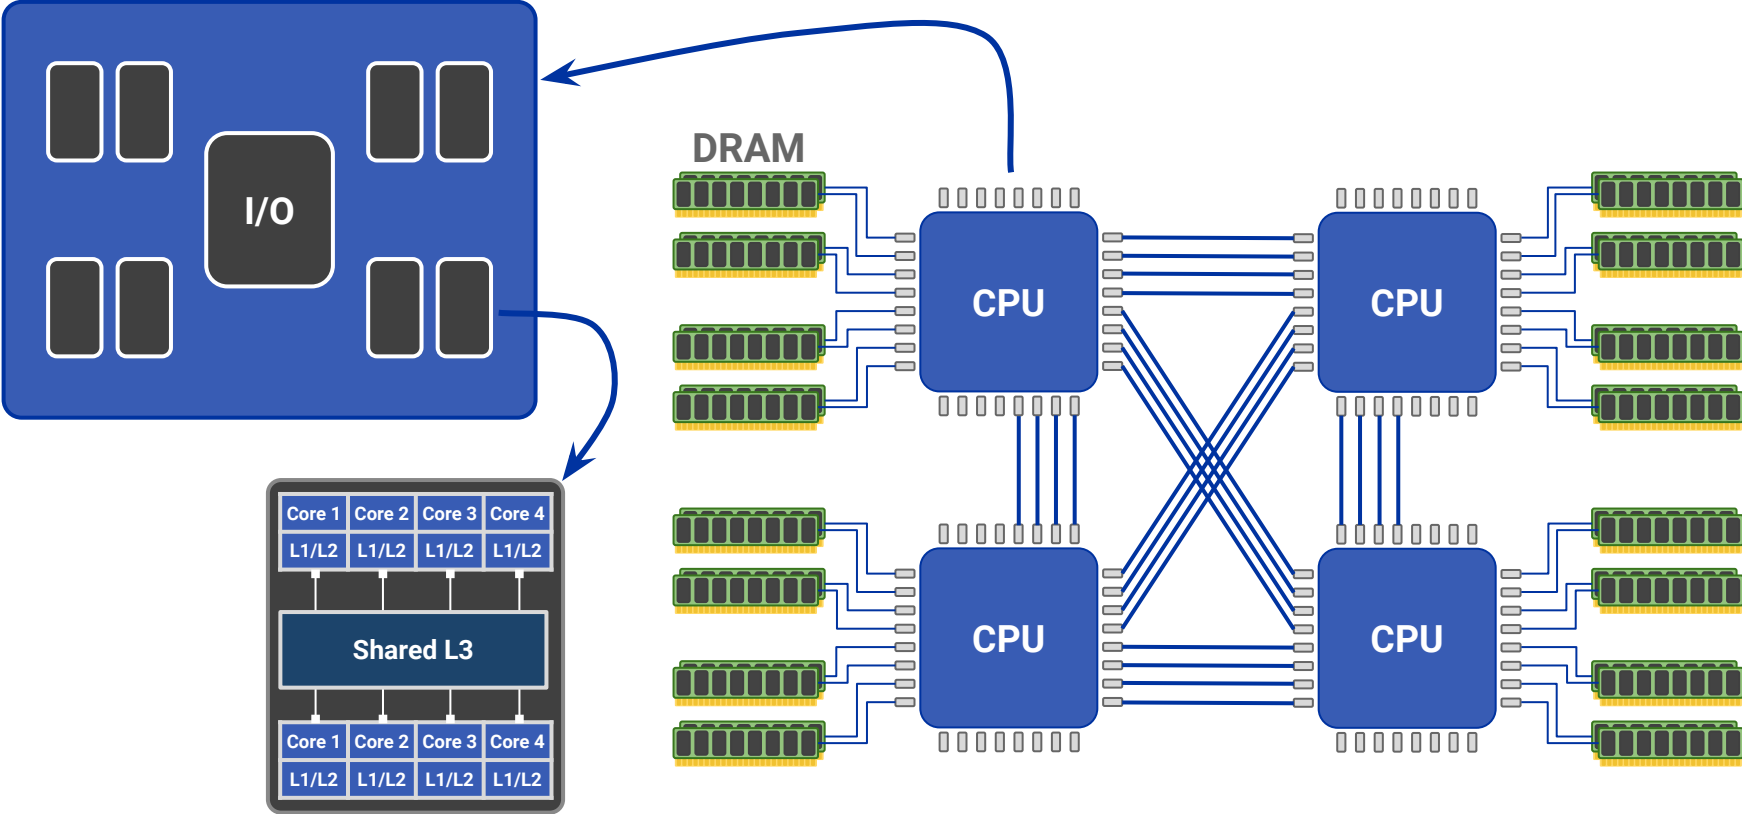 I/O
DRAM
CPU
CPU
CPU
CPU
Core 1 Core 2 Core 3 Core 4
L1/L2 L1/L2 L1/L2 L1/L2
Shared L3
Core 1 Core 2 Core 3 Core 4
L1/L2 L1/L2 L1/L2 L1/L2